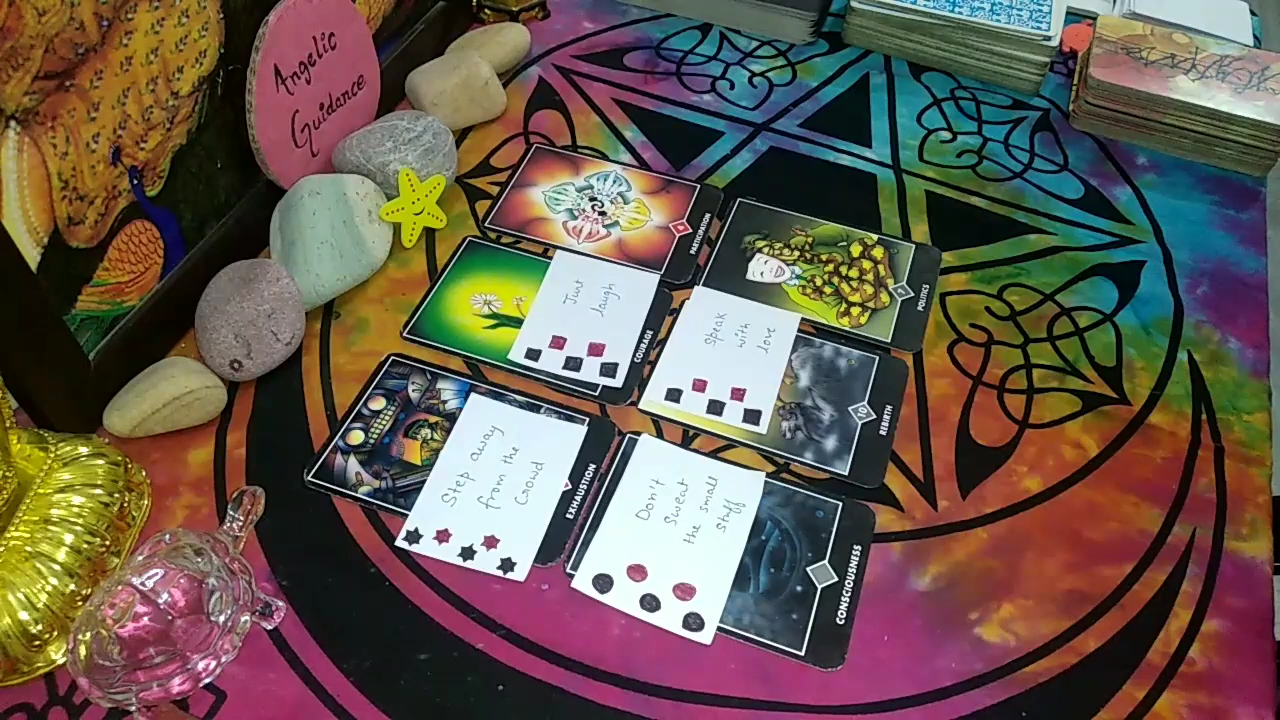 Angelic
Guidance
PARTICIPATION
POLITICS
Just
laugh
COURAGE
Speak
with
love
10
REBIRTH
Step away
from the
Crowd
EXHAUSTION
Don't
Sweat
the small
stuff
CONSCIOUSNESS